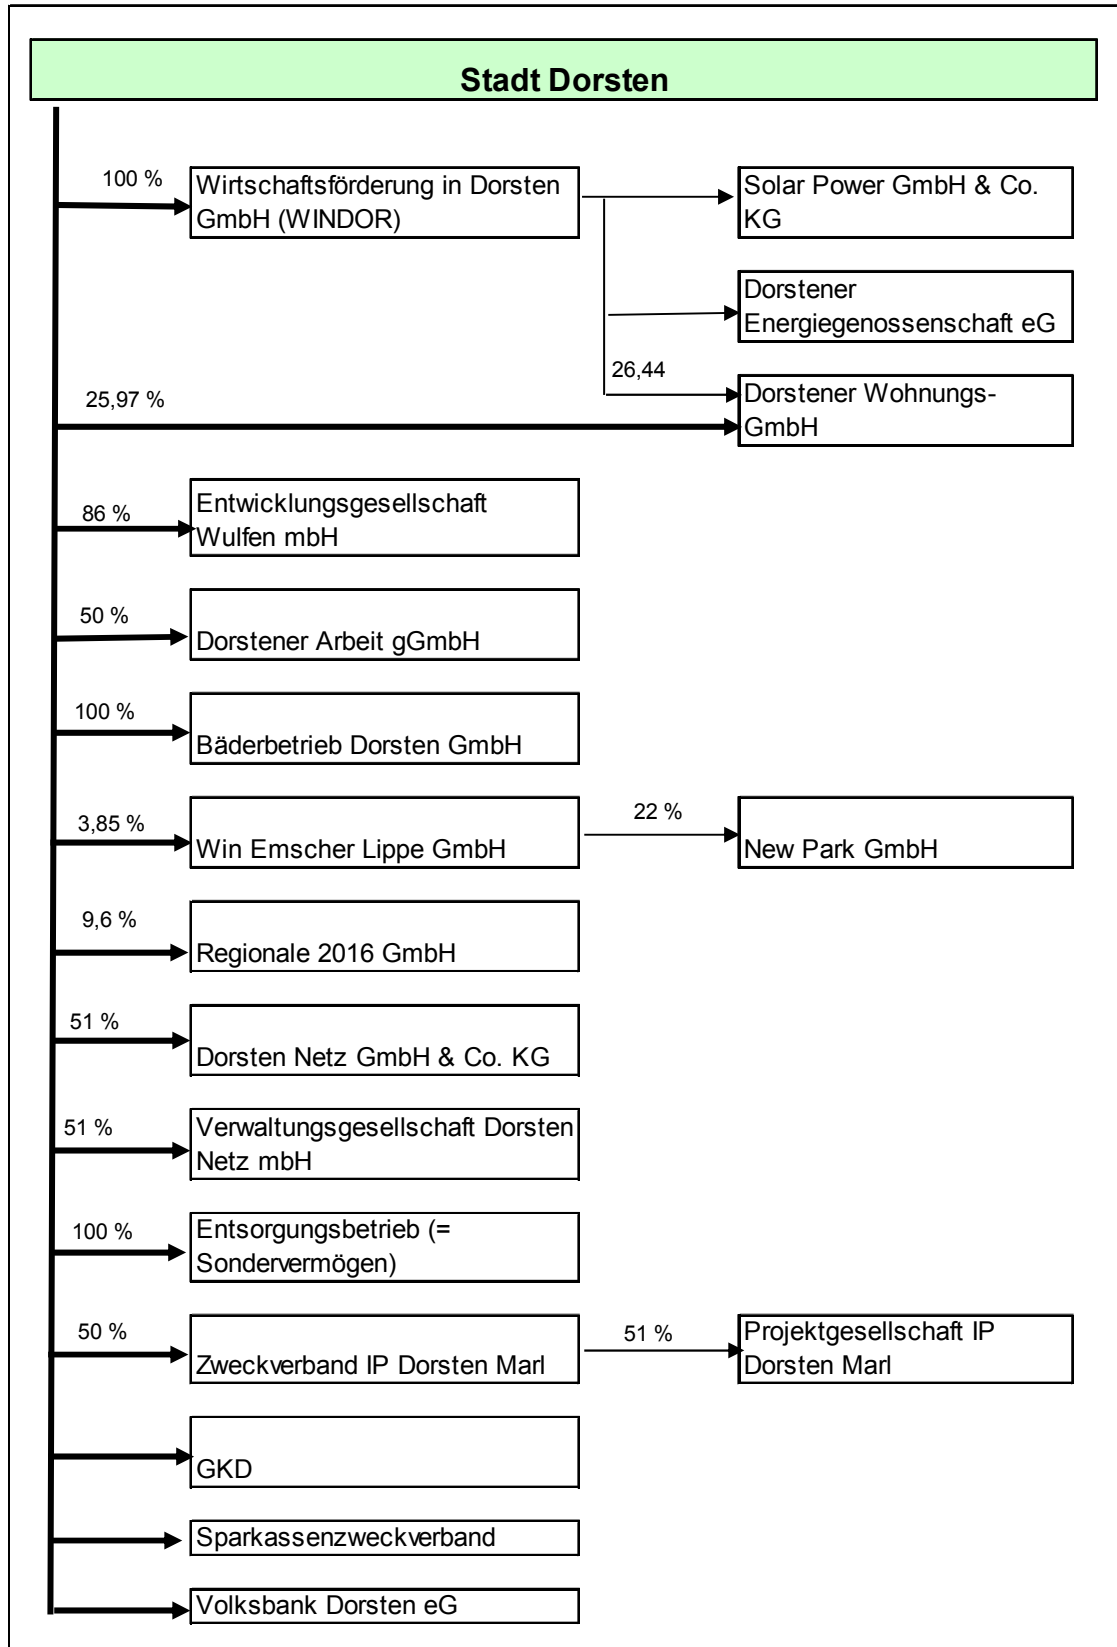 Stadt Dorsten
100 %
Wirtschaftsförderung in Dorsten
GmbH (WINDOR)
Solar Power GmbH & Co.
KG
Dorstener
Energiegenossenschaft eG
26,44
25,97 %
Dorstener Wohnungs-
GmbH
86 %
Entwicklungsgesellschaft
Wulfen mbH
50 %
Dorstener Arbeit gGmbH
100 %
Bäderbetrieb Dorsten GmbH
3,85 %
Win Emscher Lippe GmbH
22 %
New Park GmbH
9,6 %
Regionale 2016 GmbH
51 %
Dorsten Netz GmbH & Co. KG
51 %
Verwaltungsgesellschaft Dorsten
Netz mbH
100 %
Entsorgungsbetrieb (=
Sondervermögen)
50 %
Zweckverband IP Dorsten Marl
51 %
Projektgesellschaft IP
Dorsten Marl
GKD
Sparkassenzweckverband
Volksbank Dorsten eG